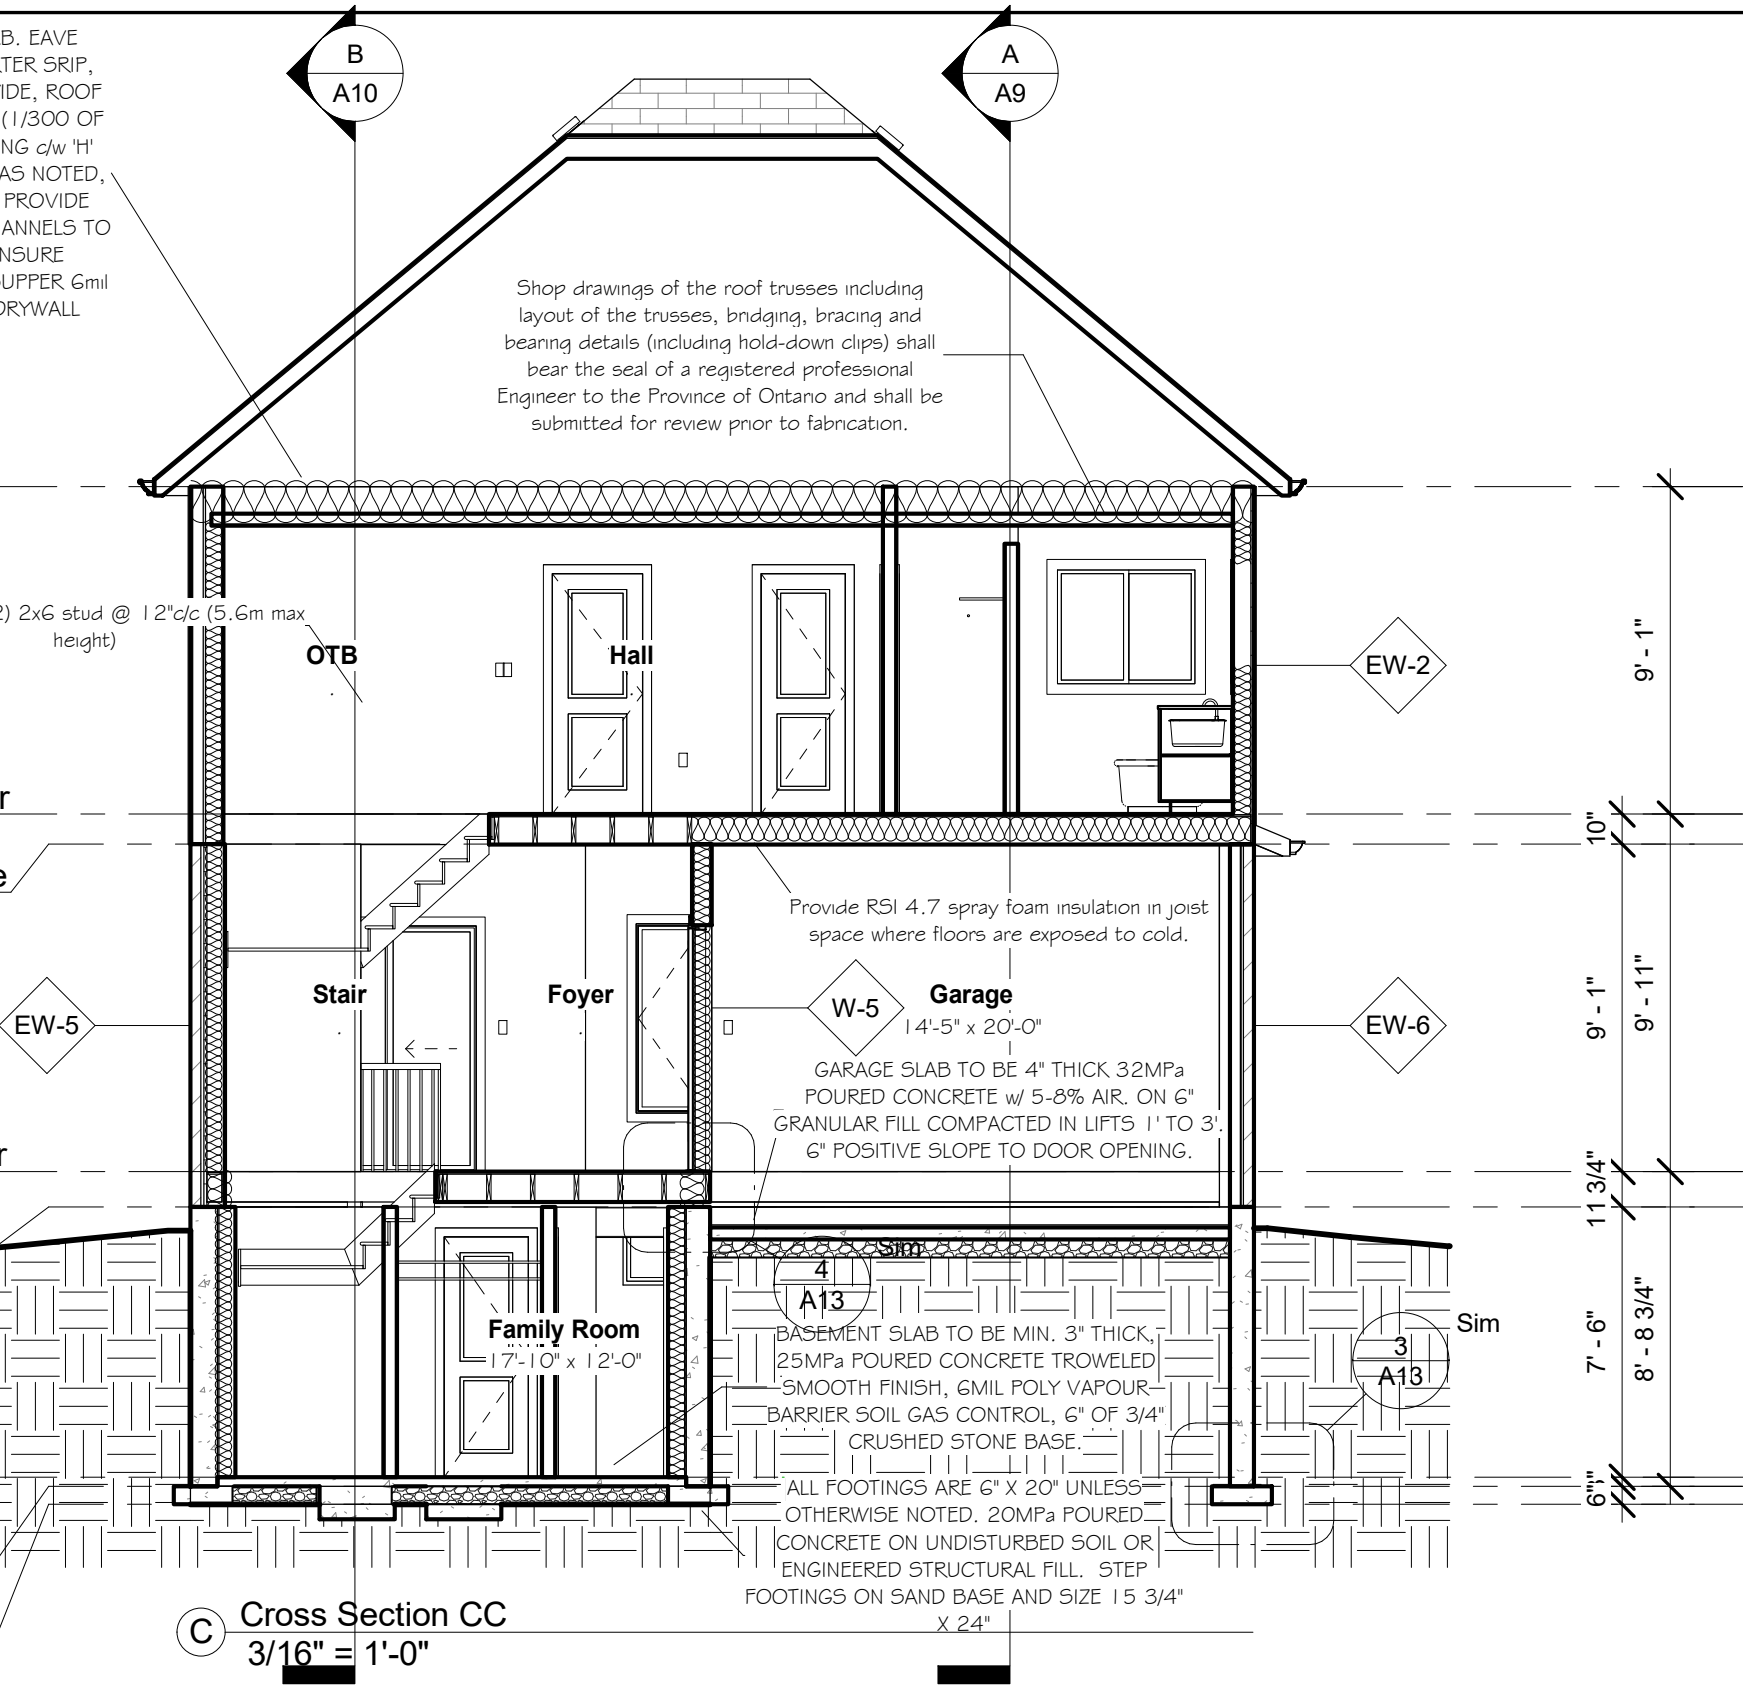 B. EAVE
TER SRIP,
IDE, ROOF
(1/300 OF
NG c/w 'H'
AS NOTED,
PROVIDE
ANNELS TO
NSURE
UPPER 6mil
DRYWALL
B
A10
A
A9
Shop drawings of the roof trusses including
layout of the trusses, bridging, bracing and
bearing details (including hold-down clips) shall
bear the seal of a registered professional
Engineer to the Province of Ontario and shall be
submitted for review prior to fabrication.
2) 2x6 stud @ 12"c/c (5.6m max
height)
OTB
Hall
EW-2
9' - 1"
r
10"
e
Provide RSI 4.7 spray foam insulation in joist
space where floors are exposed to cold.
Stair
Foyer
W-5
Garage
14'-5" x 20'-0"
EW-5
EW-6
9' - 1"
9' - 11"
GARAGE SLAB TO BE 4" THICK 32MPa
POURED CONCRETE w/ 5-8% AIR. ON 6"
GRANULAR FILL COMPACTED IN LIFTS 1' TO 3'.
6" POSITIVE SLOPE TO DOOR OPENING.
r
11 3/4"
Sim
4
A13
Family Room
17'-10" x 12'-0"
BASEMENT SLAB TO BE MIN. 3" THICK,
25MPa POURED CONCRETE TROWELED
SMOOTH FINISH, 6MIL POLY VAPOUR
BARRIER SOIL GAS CONTROL, 6" OF 3/4"
CRUSHED STONE BASE.
Sim
3
A13
7' - 6"
8' - 8 3/4"
ALL FOOTINGS ARE 6" X 20" UNLESS
OTHERWISE NOTED. 20MPa POURED
CONCRETE ON UNDISTURBED SOIL OR
ENGINEERED STRUCTURAL FILL. STEP
FOOTINGS ON SAND BASE AND SIZE 15 3/4"
X 24"
6"
C
Cross Section CC
3/16" = 1'-0"